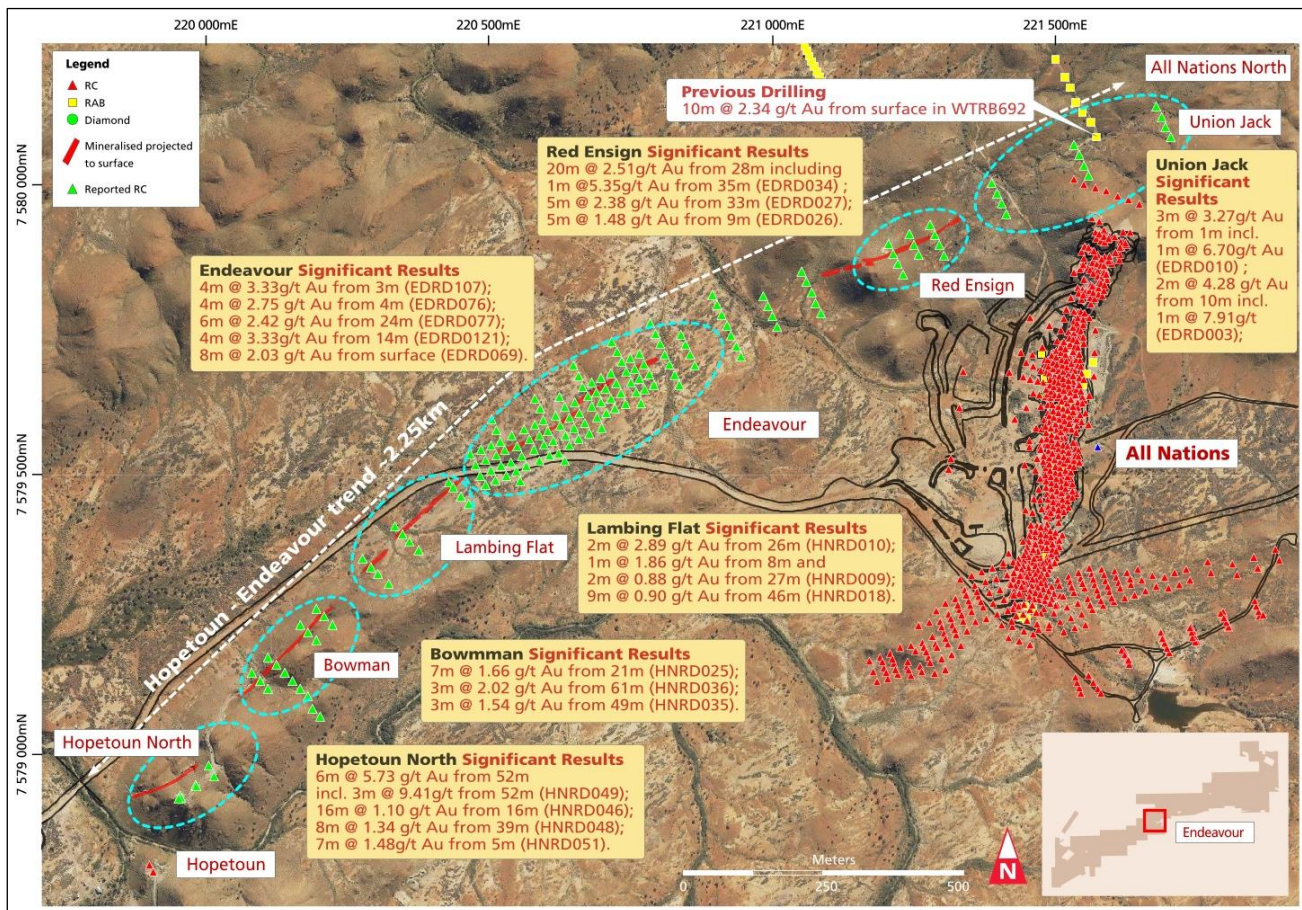 220 000mE
220 500mE
221 000mE
221 500mE
7 580 000mN
7 579 500mN
7 579 000mN
Legend
RC
RAB
Diamond
Mineralised projected
to surface
Reported RC
All Nations North
Previous Drilling
10m @ 2.34 g/t Au from surface in WTRB692
Union Jack
Red Ensign Significant Results
20m @ 2.51g/t Au from 28m including
1m @5.35g/t Au from 35m (EDRD034) ;
5m @ 2.38 g/t Au from 33m (EDRD027);
5m @ 1.48 g/t Au from 9m (EDRD026).
Union Jack
Significant
Results
3m @ 3.27g/t Au
from 1m incl.
1m @ 6.70g/t Au
(EDRD010) ;
2m @ 4.28 g/t Au
from 10m incl.
1m @ 7.91g/t
(EDRD003);
Endeavour Significant Results
4m @ 3.33g/t Au from 3m (EDRD107);
4m @ 2.75 g/t Au from 4m (EDRD076);
6m @ 2.42 g/t Au from 24m (EDRD077);
4m @ 3.33g/t Au from 14m (EDRD0121);
8m @ 2.03 g/t Au from surface (EDRD069).
Red Ensign
Hopetoun - Endeavour trend ~2.25km
Endeavour
All Nations
Lambing Flat
Lambing Flat Significant Results
2m @ 2.89 g/t Au from 26m (HNRD010);
1m @ 1.86 g/t Au from 8m and
2m @ 0.88 g/t Au from 27m (HNRD009);
9m @ 0.90 g/t Au from 46m (HNRD018).
Bowman
Bowmman Significant Results
7m @ 1.66 g/t Au from 21m (HNRD025);
3m @ 2.02 g/t Au from 61m (HNRD036);
3m @ 1.54 g/t Au from 49m (HNRD035).
Hopetoun North
Hopetoun North Significant Results
6m @ 5.73 g/t Au from 52m
incl. 3m @ 9.41g/t Au from 52m (HNRD049);
16m @ 1.10 g/t Au from 16m (HNRD046);
8m @ 1.34 g/t Au from 39m (HNRD048);
7m @ 1.48g/t Au from 5m (HNRD051).
Hopetoun
Meters
0
250
500
N
Endeavour